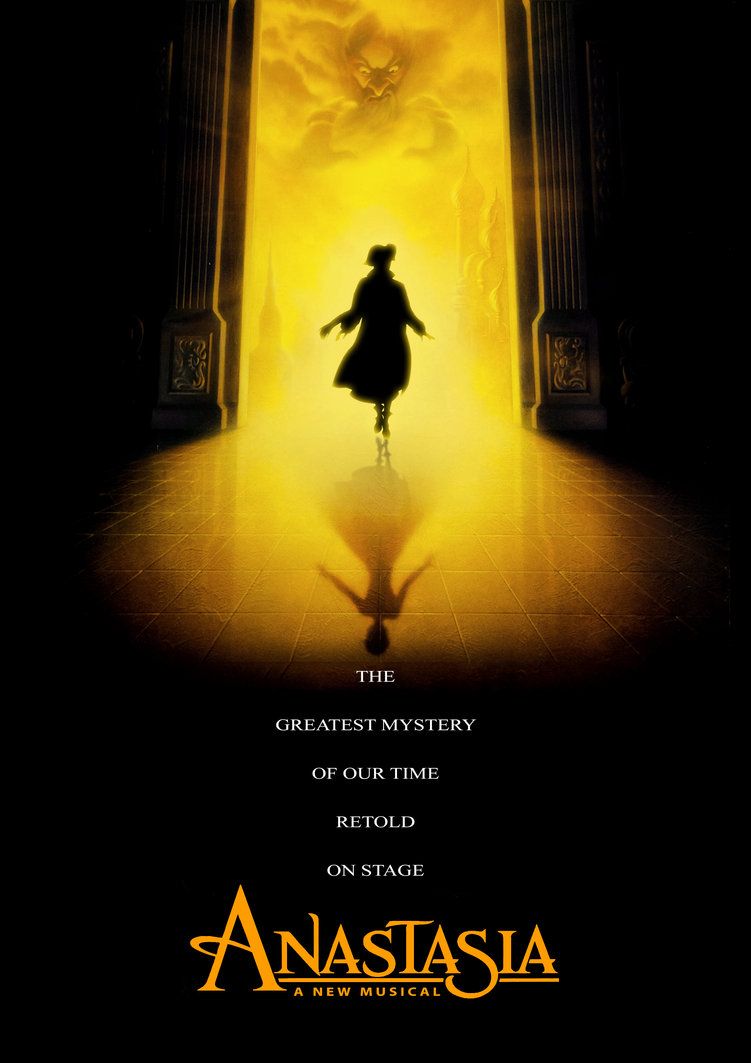 THE
GREATEST MYSTERY
OF OUR TIME
RETOLD
ON STAGE
ANASTASIA
A NEW MUSICAL